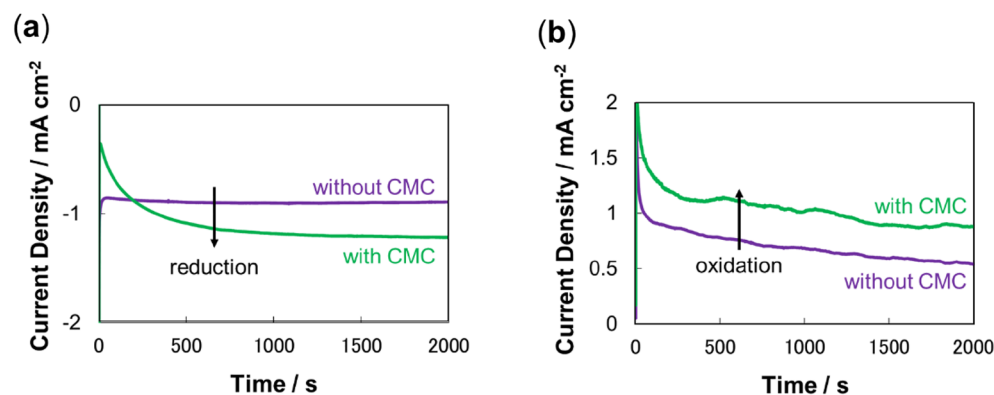 (a)
Current Density / mA cm-2
0
-1
-2
without CMC
with CMC
reduction
0
500
1000
1500
2000
Time / s
(b)
Current Density / mA cm-2
2
1.5
1
0.5
0
with CMC
oxidation
without CMC
0
500
1000
1500
2000
Time / s